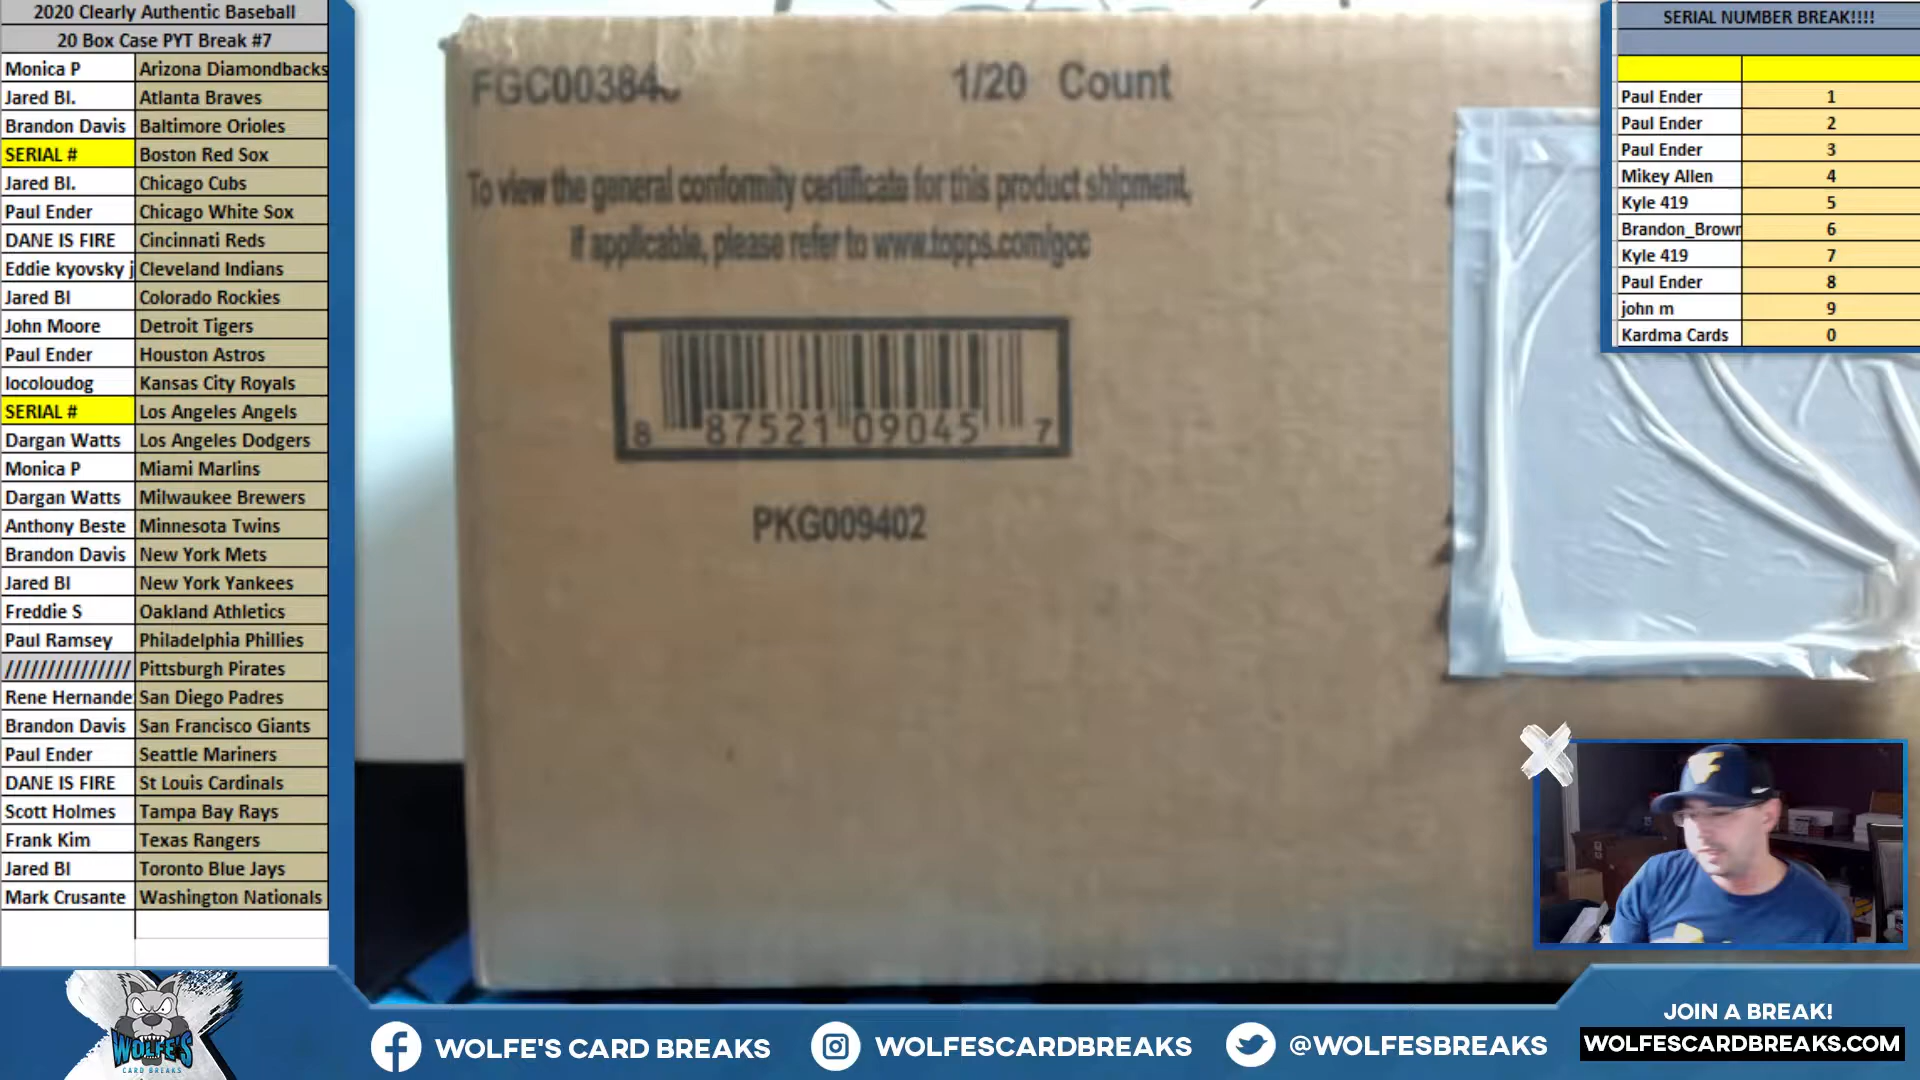 2020 Clearly Authentic Baseball
20 Box Case PYT Break #7
Monica P Arizona Diamondbacks
Jared Bl. Atlanta Braves
Brandon Davis Baltimore Orioles
SERIAL # Boston Red Sox
Jared Bl. Chicago Cubs
Paul Ender Chicago White Sox
DANE IS FIRE Cincinnati Reds
Eddie kyovsky j Cleveland Indians
Jared Bl Colorado Rockies
John Moore Detroit Tigers
Paul Ender Houston Astros
locoloudog Kansas City Royals
SERIAL # Los Angeles Angels
Dargan Watts Los Angeles Dodgers
Monica P Miami Marlins
Dargan Watts Milwaukee Brewers
Anthony Beste Minnesota Twins
Brandon Davis New York Mets
Jared Bl New York Yankees
Freddie S Oakland Athletics
Paul Ramsey Philadelphia Phillies
/////////////// Pittsburgh Pirates
Rene Hernande San Diego Padres
Brandon Davis San Francisco Giants
Paul Ender Seattle Mariners
DANE IS FIRE St Louis Cardinals
Scott Holmes Tampa Bay Rays
Frank Kim Texas Rangers
Jared Bl Toronto Blue Jays
Mark Crusante Washington Nationals
1/20 Count
To view the general conformity certificate for this product shipment,
If applicable, please refer to www.topps.com/gcc
8 87521 09045 7
PKG009402
SERIAL NUMBER BREAK!!!!
Paul Ender 1
Paul Ender 2
Paul Ender 3
Mikey Allen 4
Kyle 419 5
Brandon_Brown 6
Kyle 419 7
Paul Ender 8
john m 9
Kardma Cards 0
WOLFE'S
CARD BREAKS
WOLFE'S CARD BREAKS
WOLFESCARDBREAKS
@WOLFESBREAKS
JOIN A BREAK!
WOLFESCARDBREAKS.COM